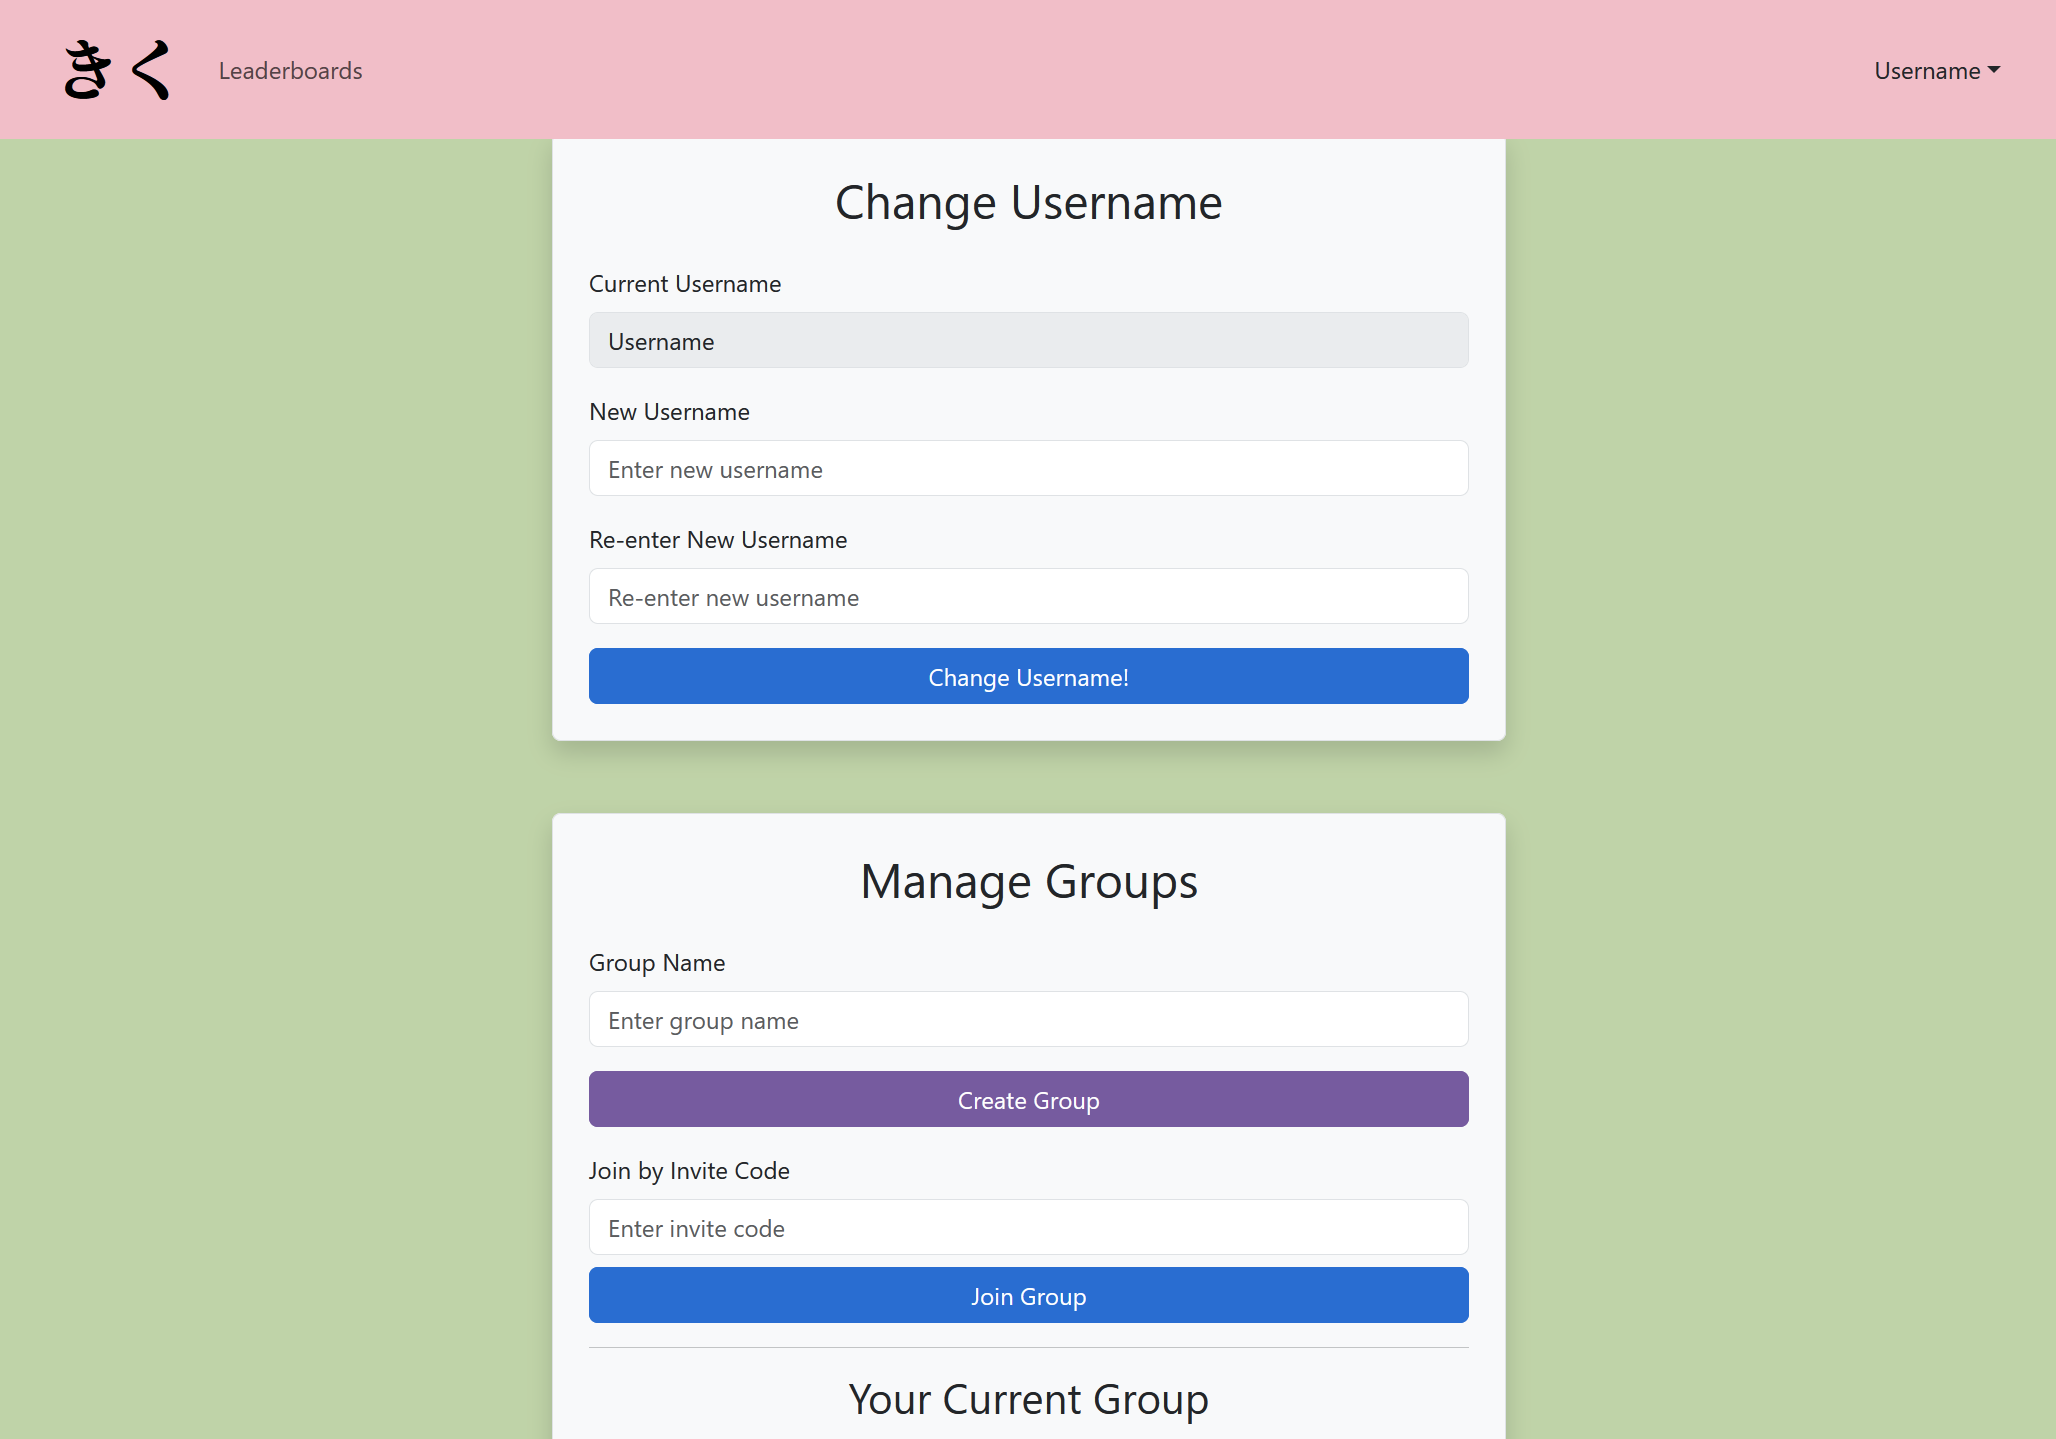 きく Leaderboards Username
Change Username
Current Username
Username
New Username
Enter new username
Re-enter New Username
Re-enter new username
Change Username!
Manage Groups
Group Name
Enter group name
Create Group
Join by Invite Code
Enter invite code
Join Group
Your Current Group